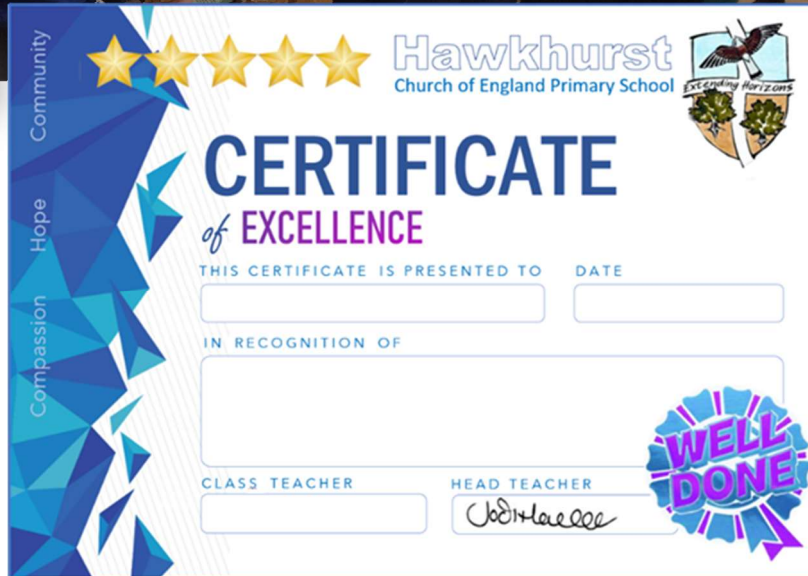 Community
Hope
Compassion
Hawkhurst
Church of England Primary School
Extending Horizons
CERTIFICATE
of EXCELLENCE
THIS CERTIFICATE IS PRESENTED TO
DATE
IN RECOGNITION OF
CLASS TEACHER
HEAD TEACHER
WELL
DONE